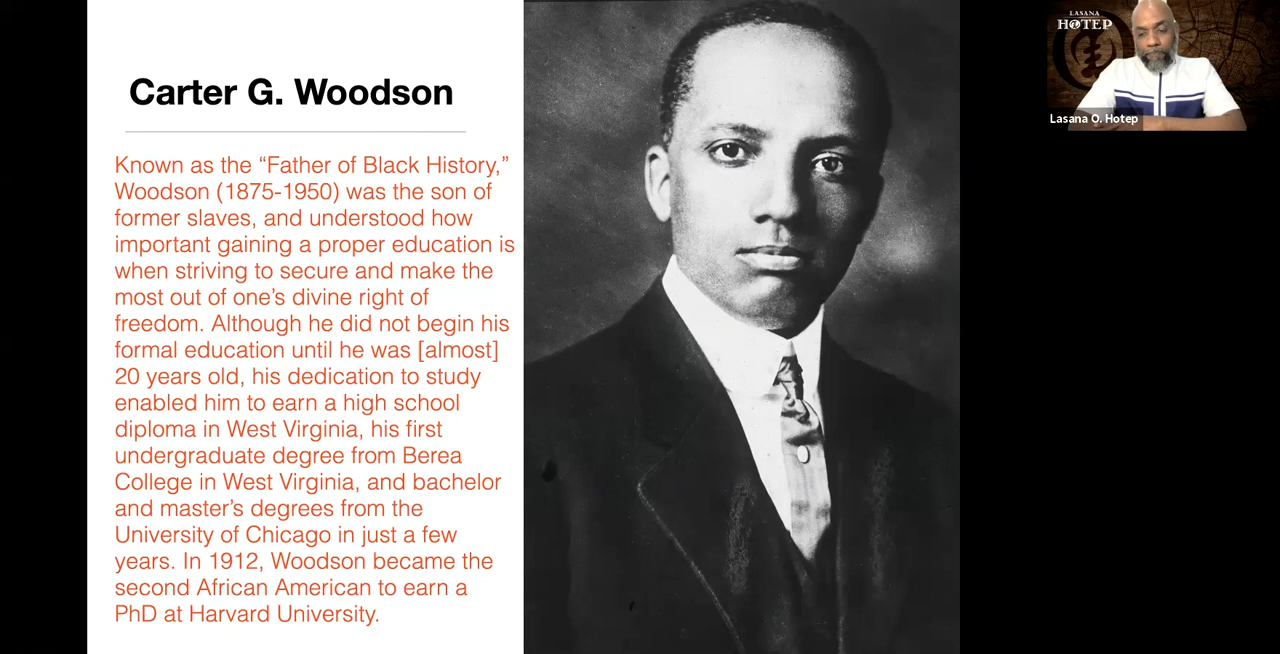 Carter G. Woodson
Known as the “Father of Black History,”
Woodson (1875-1950) was the son of
former slaves, and understood how
important gaining a proper education is
when striving to secure and make the
most out of one’s divine right of
freedom. Although he did not begin his
formal education until he was [almost]
20 years old, his dedication to study
enabled him to earn a high school
diploma in West Virginia, his first
undergraduate degree from Berea
College in West Virginia, and bachelor
and master’s degrees from the
University of Chicago in just a few
years. In 1912, Woodson became the
second African American to earn a
PhD at Harvard University.
LASANA
HOTEP
Lasana O. Hotep